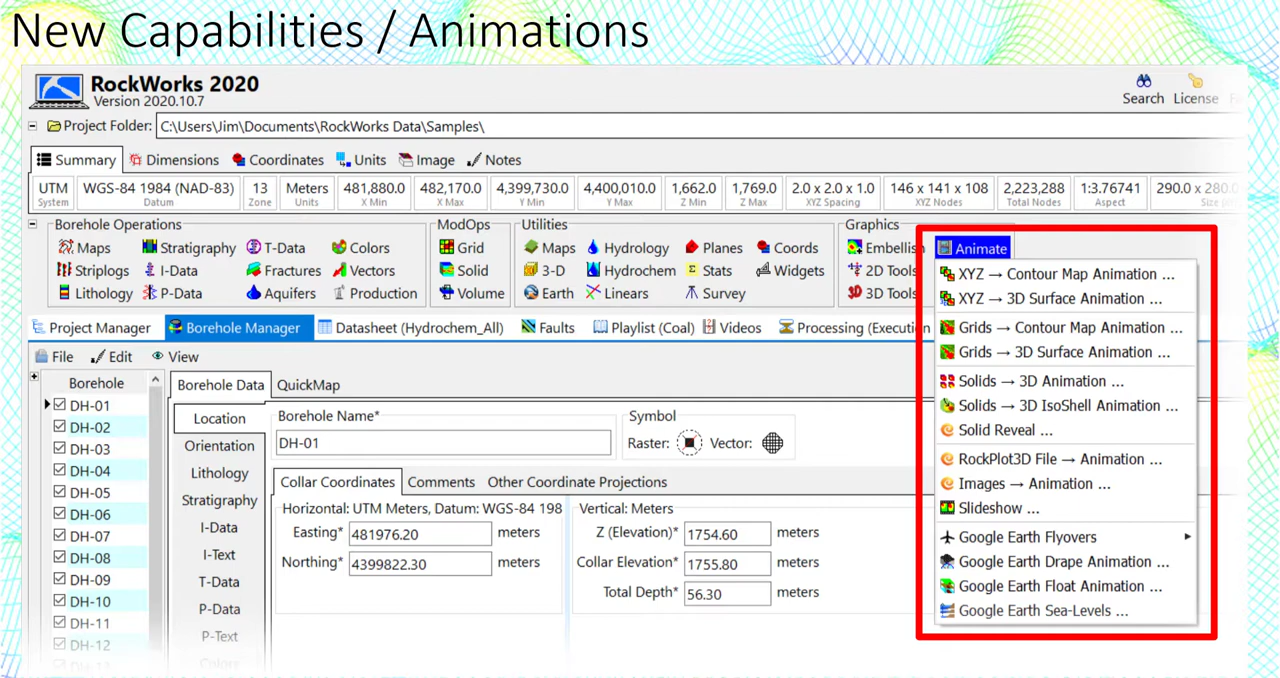 New Capabilities / Animations
RockWorks 2020
Version 2020.10.7
Search License
Project Folder: C:\Users\Jim\Documents\RockWorks Data\Samples\
Summary Dimensions Coordinates Units Image Notes
UTM WGS-84 1984 (NAD-83) 13 Meters 481,880.0 482,170.0 4,399,730.0 4,400,010.0 1,662.0 1,769.0 2.0 x 2.0 x 1.0 146 x 141 x 108 2,223,288 1:3.76741 290.0 x 280.0
System Datum Zone Units X Min X Max Y Min Y Max Z Min Z Max XYZ Spacing XYZ Nodes Total Nodes Aspect
Borehole Operations ModOps Utilities Graphics
Maps Stratigraphy T-Data Colors Grid Maps Hydrology Planes Coords Embellish Animate
Striplogs I-Data Fractures Vectors Solid 3-D Hydrochem Stats Widgets 2D Tools
Lithology P-Data Aquifers Production Volume Earth Linears Survey 3D Tools
XYZ → Contour Map Animation ...
XYZ → 3D Surface Animation ...
Grids → Contour Map Animation ...
Grids → 3D Surface Animation ...
Solids → 3D Animation ...
Solids → 3D IsoShell Animation ...
Solid Reveal ...
RockPlot3D File → Animation ...
Images → Animation ...
Slideshow ...
Google Earth Flyovers
Google Earth Drape Animation ...
Google Earth Float Animation ...
Google Earth Sea-Levels ...
Project Manager Borehole Manager Datasheet (Hydrochem_All) Faults Playlist (Coal) Videos Processing (Execution
File Edit View
Borehole
DH-01
DH-02
DH-03
DH-04
DH-05
DH-06
DH-07
DH-08
DH-09
DH-10
DH-11
DH-12
Borehole Data QuickMap
Location
Orientation
Lithology
Stratigraphy
I-Data
I-Text
T-Data
P-Data
P-Text
Colors
Borehole Name*
DH-01
Symbol
Raster: Vector:
Collar Coordinates Comments Other Coordinate Projections
Horizontal: UTM Meters, Datum: WGS-84 198
Easting* 481976.20 meters
Northing* 4399822.30 meters
Vertical: Meters
Z (Elevation)* 1754.60 meters
Collar Elevation* 1755.80 meters
Total Depth* 56.30 meters